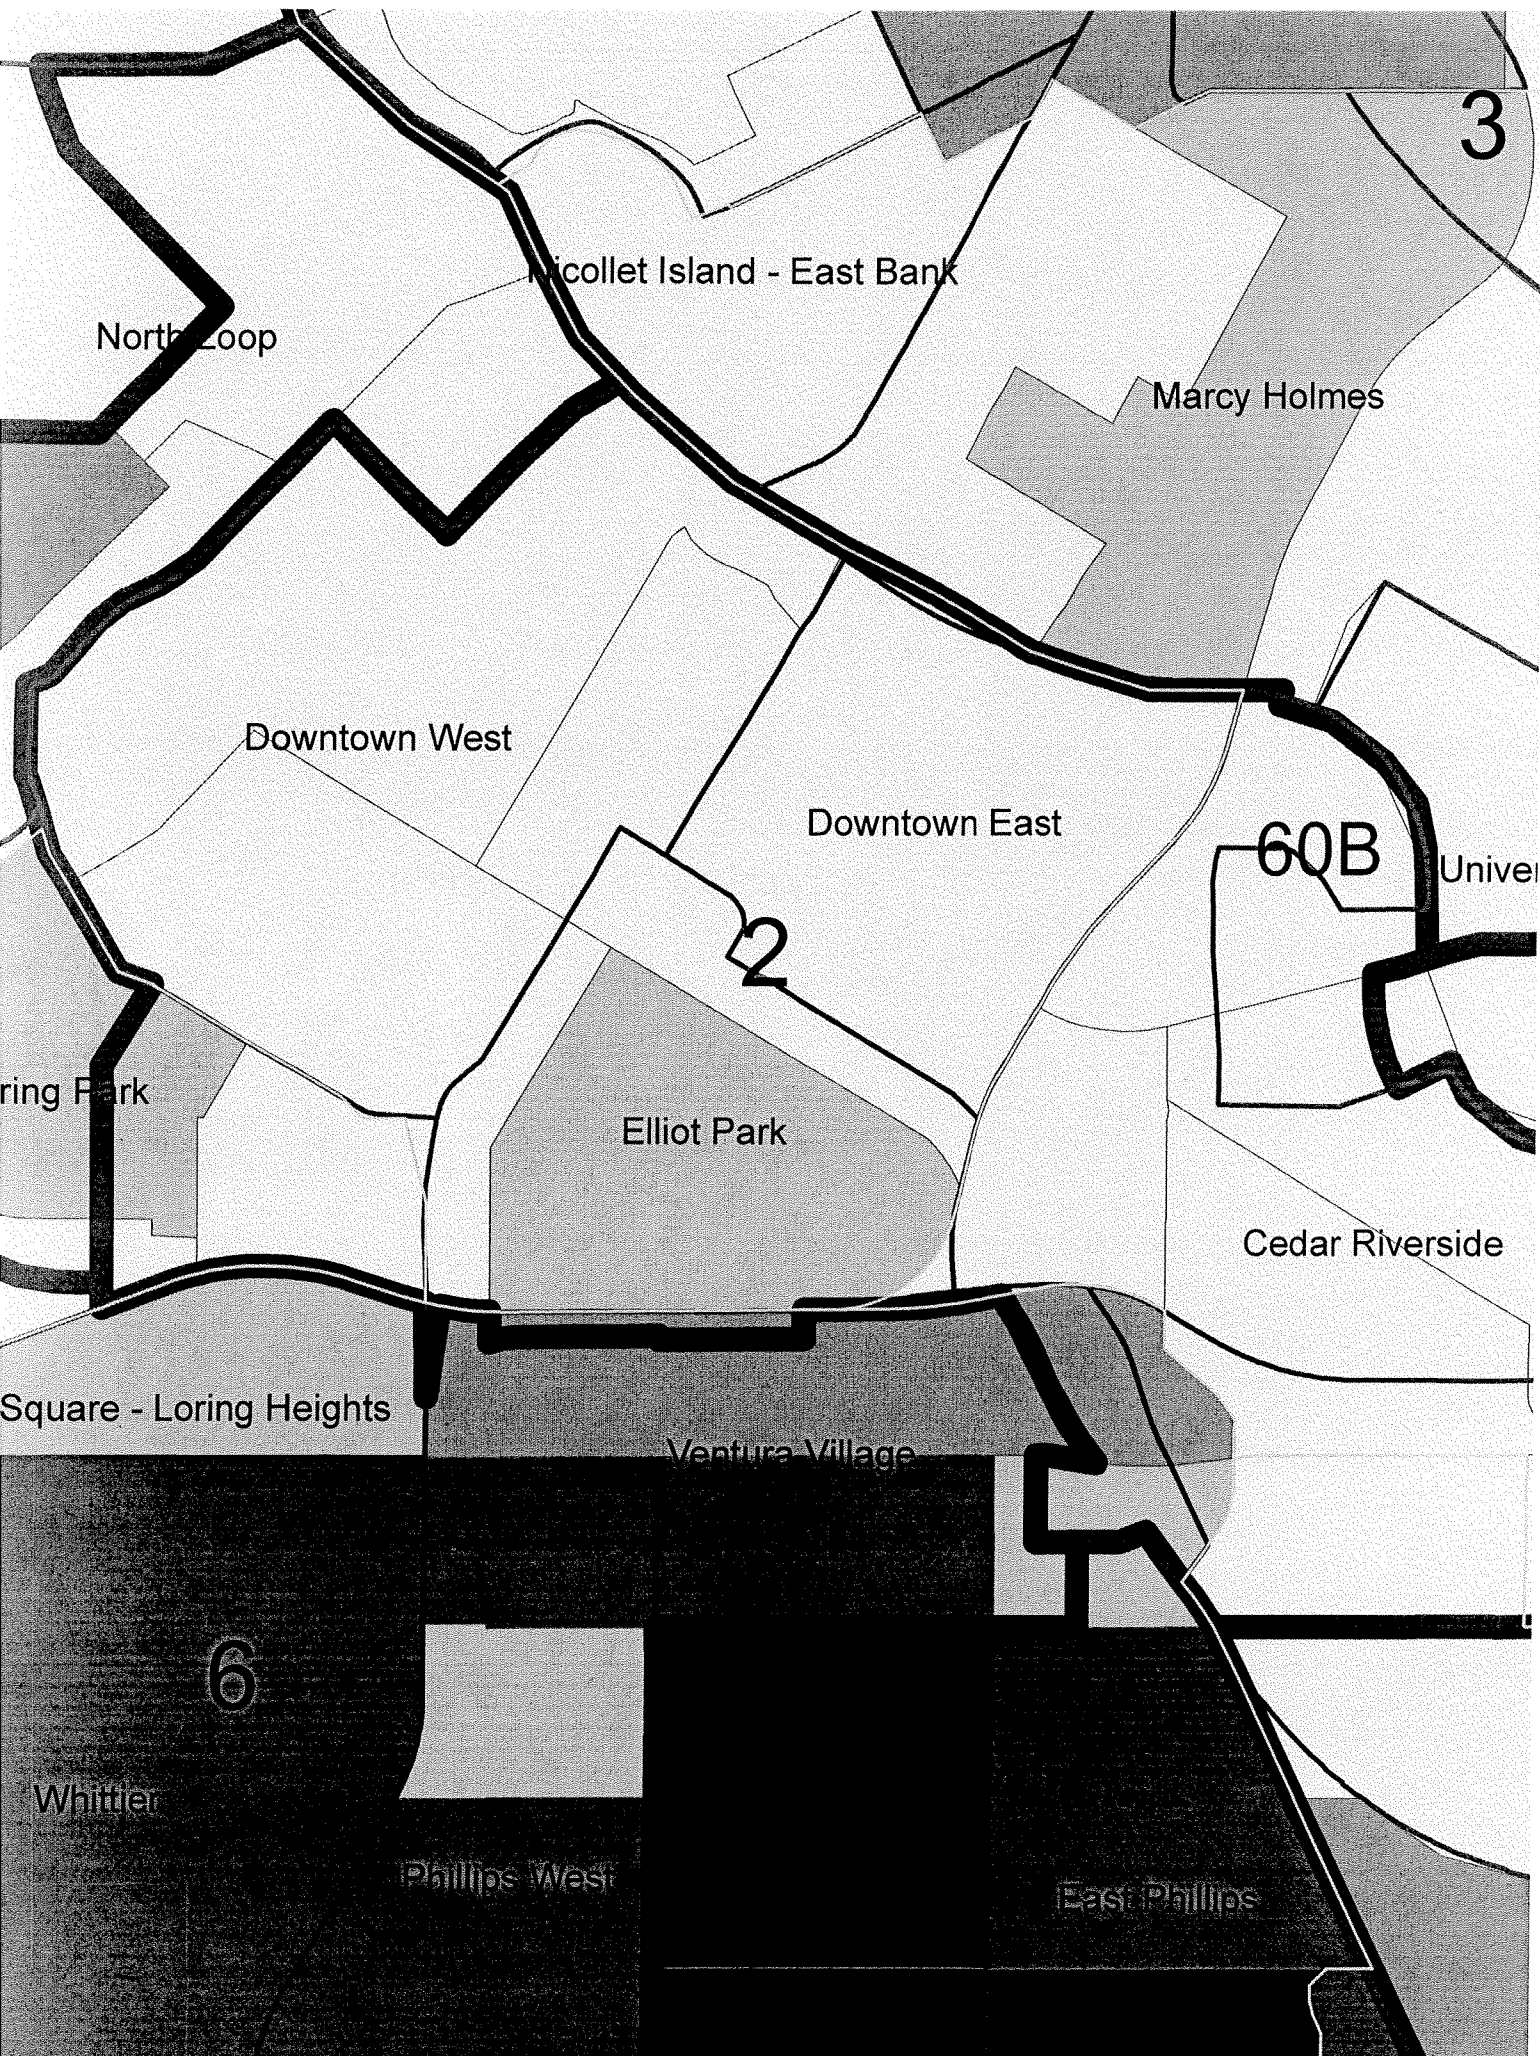 3
Nicollet Island - East Bank
North Loop
Marcy Holmes
Downtown West
Downtown East
60B
Univer
2
ring Park
Elliot Park
Cedar Riverside
Square - Loring Heights
Ventura Village
6
Whittier
Phillips West
East Phillips